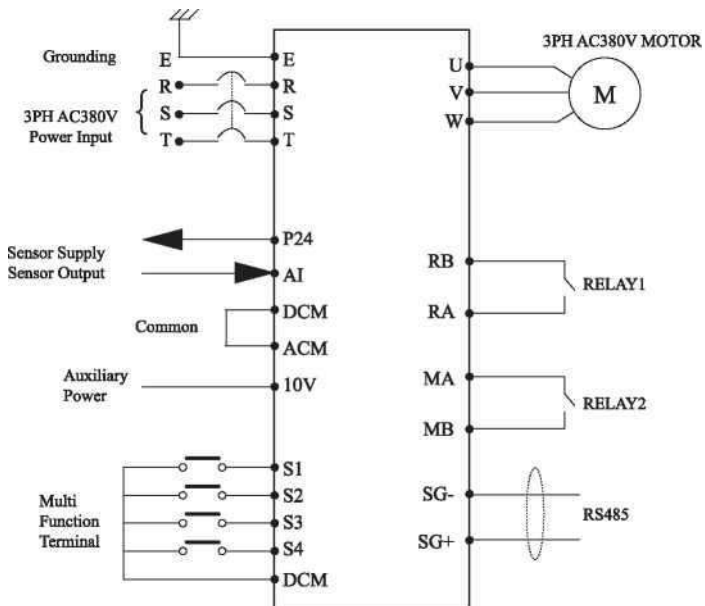 Grounding
E
E
R
R
3PH AC380V
Power Input
S
S
T
T
3PH AC380V MOTOR
U
V
W
M
Sensor Supply
Sensor Output
P24
AI
Common
DCM
ACM
Auxiliary
Power
10V
RB
RA
RELAY1
MA
MB
RELAY2
Multi
Function
Terminal
S1
S2
S3
S4
DCM
SG-
SG+
RS485